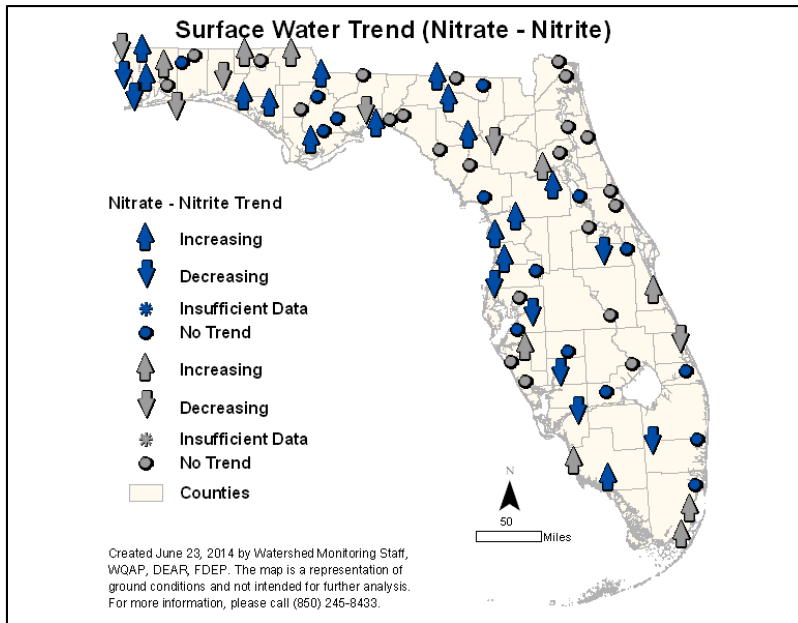 Surface Water Trend (Nitrate - Nitrite)
Nitrate - Nitrite Trend
Increasing
Decreasing
Insufficient Data
No Trend
Increasing
Decreasing
Insufficient Data
No Trend
Counties
N
50
Miles
Created June 23, 2014 by Watershed Monitoring Staff,
WQAP, DEAR, FDEP. The map is a representation of
ground conditions and not intended for further analysis.
For more information, please call (850) 245-8433.